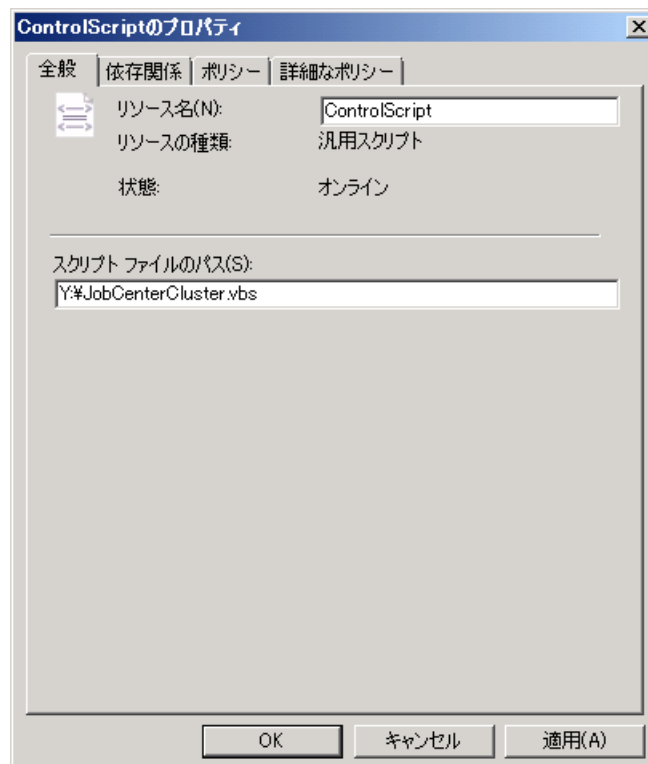 ControlScriptのプロパティ
全般 依存関係 ポリシー 詳細なポリシー
リソース名(N): ControlScript
リソースの種類: 汎用スクリプト
状態: オンライン
スクリプト ファイルのパス(S):
Y:¥JobCenterCluster.vbs
OK キャンセル 適用(A)